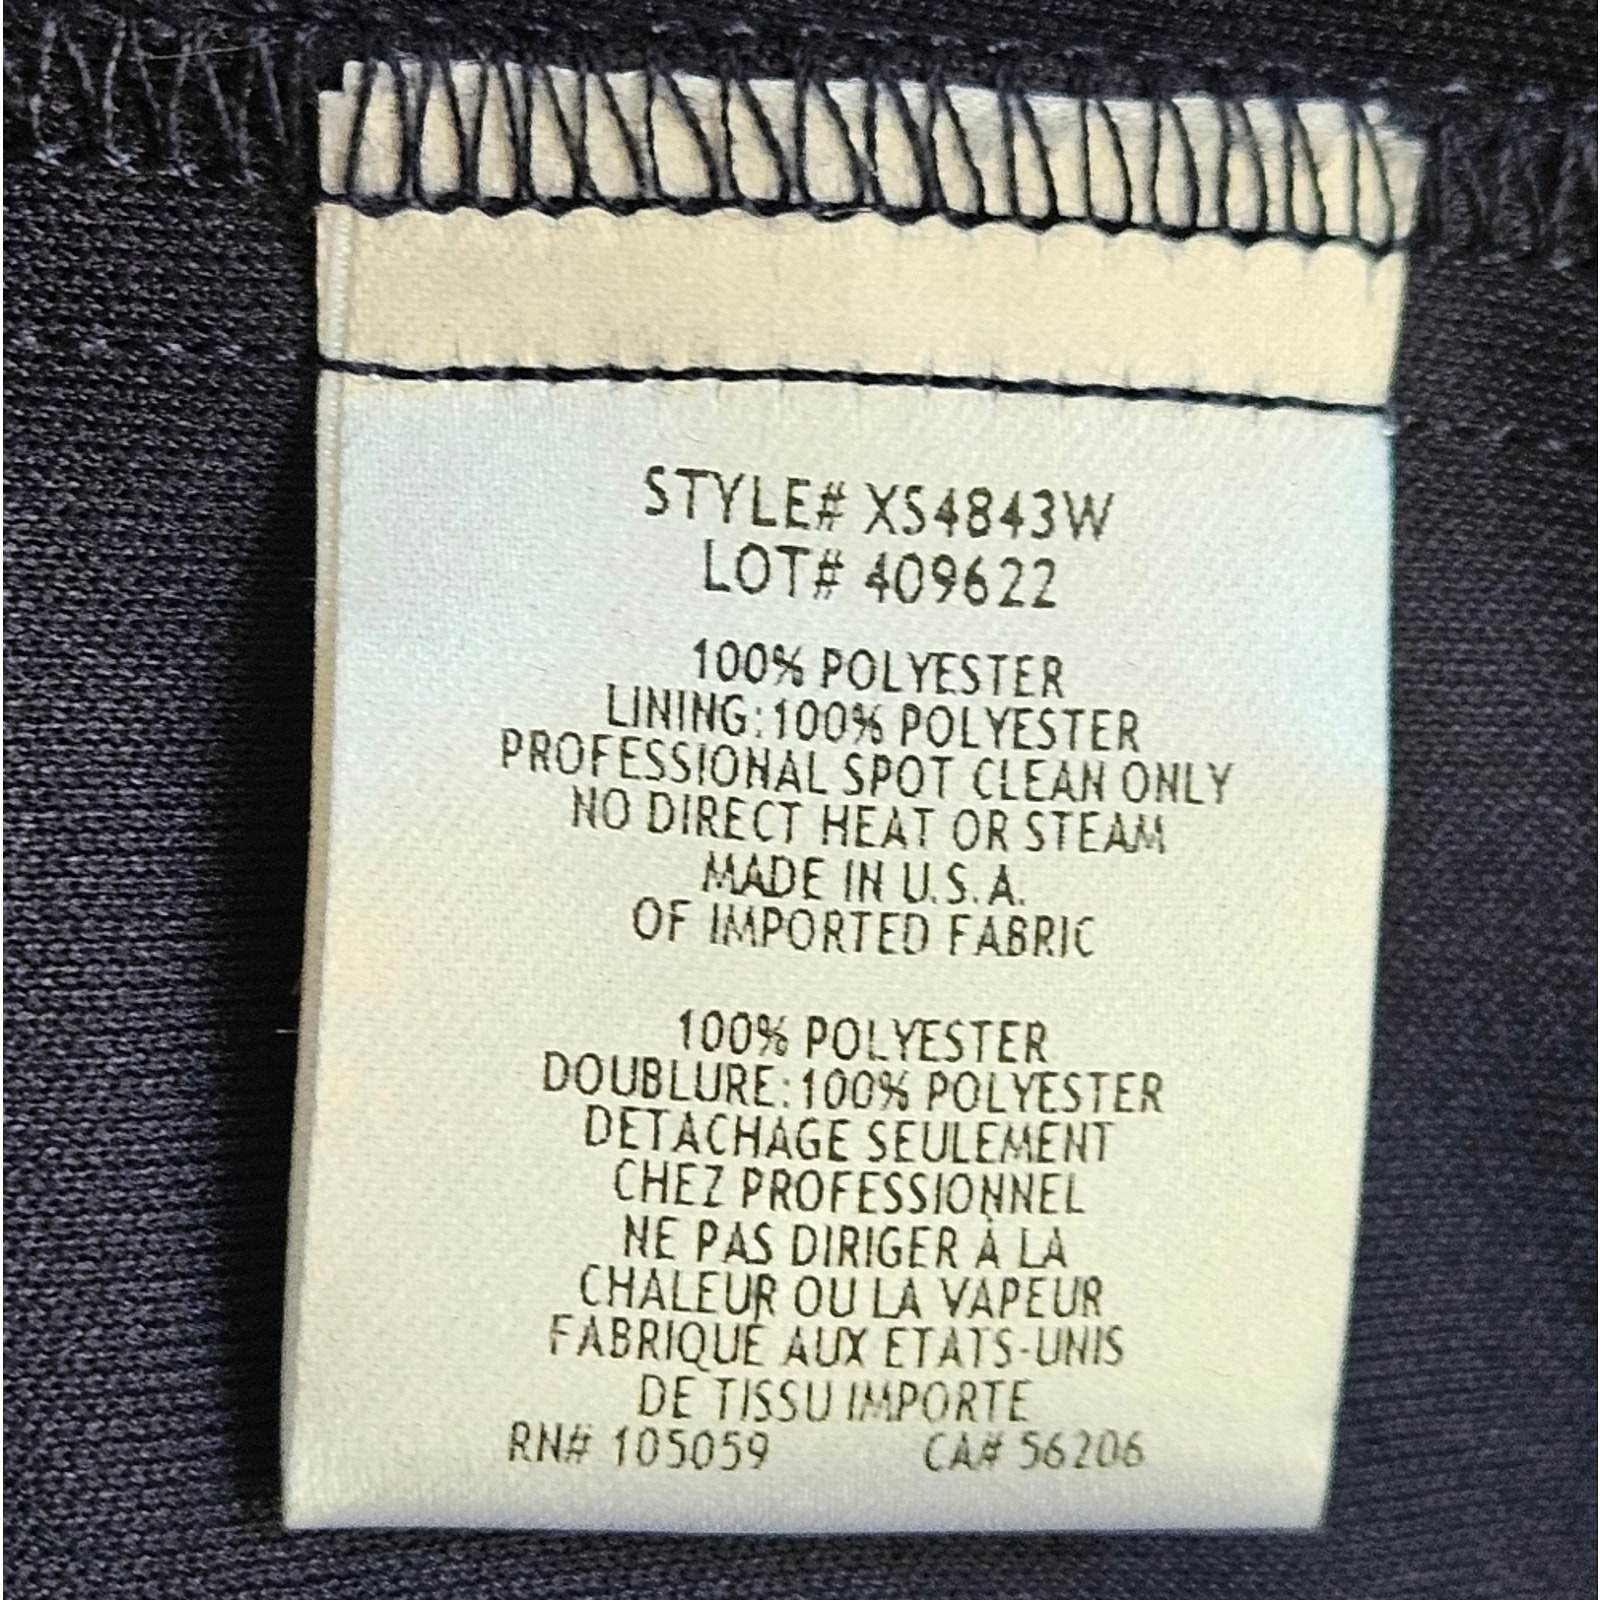 STYLE# XS4843W
LOT# 409622
100% POLYESTER
LINING:100% POLYESTER
PROFESSIONAL SPOT CLEAN ONLY
NO DIRECT HEAT OR STEAM
MADE IN U.S.A.
OF IMPORTED FABRIC
100% POLYESTER
DOUBLURE:100% POLYESTER
DETACHAGE SEULEMENT
CHEZ PROFESSIONNEL
NE PAS DIRIGER À LA
CHALEUR OU LA VAPEUR
FABRIQUE AUX ETATS-UNIS
DE TISSU IMPORTE
RN# 105059 CA# 56206